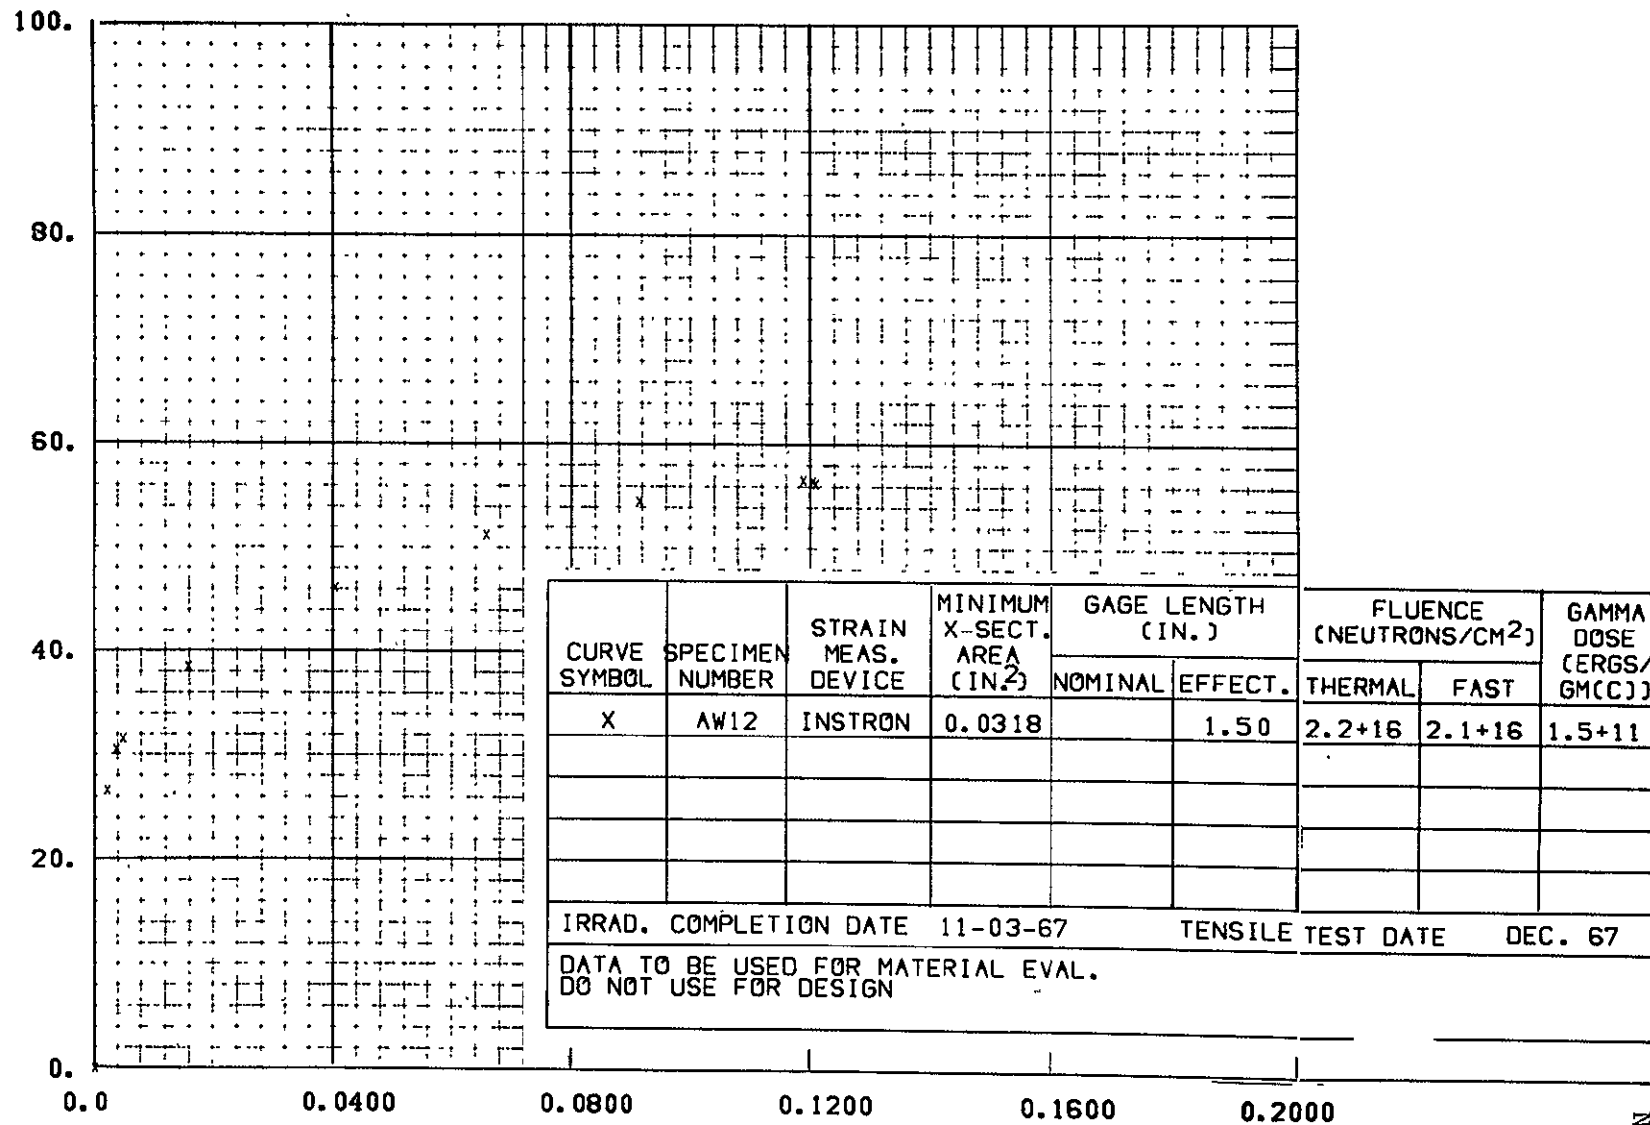 100.
80.
60.
40.
20.
0.
0.0 0.0400 0.0800 0.1200 0.1600 0.2000
CURVE SYMBOL SPECIMEN NUMBER STRAIN MEAS. DEVICE MINIMUM X-SECT. AREA (IN.2) GAGE LENGTH (IN.) FLUENCE (NEUTRONS/CM2) GAMMA DOSE (ERGS/ GM(C))
NOMINAL EFFECT. THERMAL FAST
X AW12 INSTRON 0.0318 1.50 2.2+16 2.1+16 1.5+11
IRRAD. COMPLETION DATE 11-03-67 TENSILE TEST DATE DEC. 67
DATA TO BE USED FOR MATERIAL EVAL.
DO NOT USE FOR DESIGN